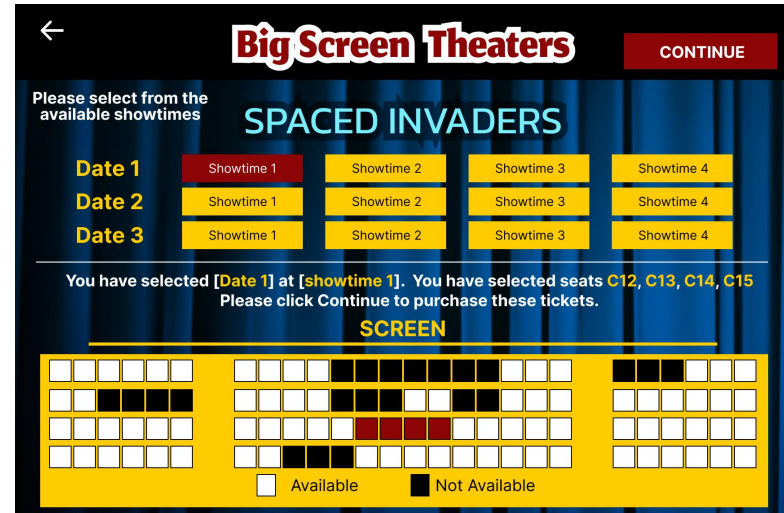 Big Screen Theaters
CONTINUE
Please select from the
available showtimes
SPACED INVADERS
Date 1 Showtime 1 Showtime 2 Showtime 3 Showtime 4
Date 2 Showtime 1 Showtime 2 Showtime 3 Showtime 4
Date 3 Showtime 1 Showtime 2 Showtime 3 Showtime 4
You have selected [Date 1] at [showtime 1].  You have selected seats C12, C13, C14, C15
Please click Continue to purchase these tickets.
SCREEN
Available Not Available